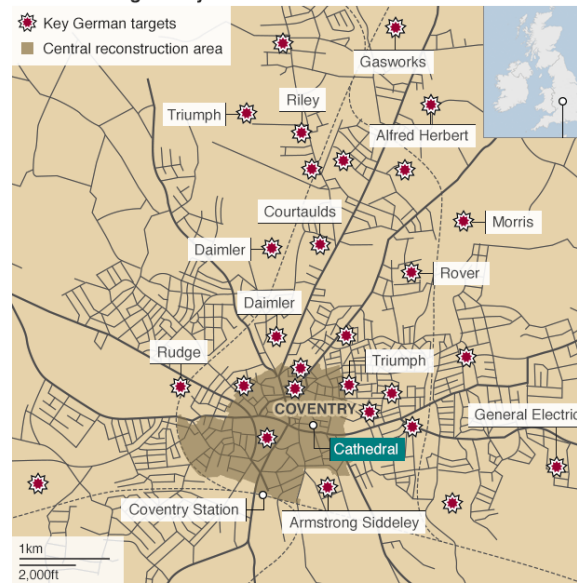 Key German targets
Central reconstruction area
Gasworks
Riley
Triumph
Alfred Herbert
Courtaulds
Morris
Daimler
Rover
Daimler
Rudge
Triumph
COVENTRY
General Electric
Cathedral
Coventry Station
Armstrong Siddeley
1km
2,000ft